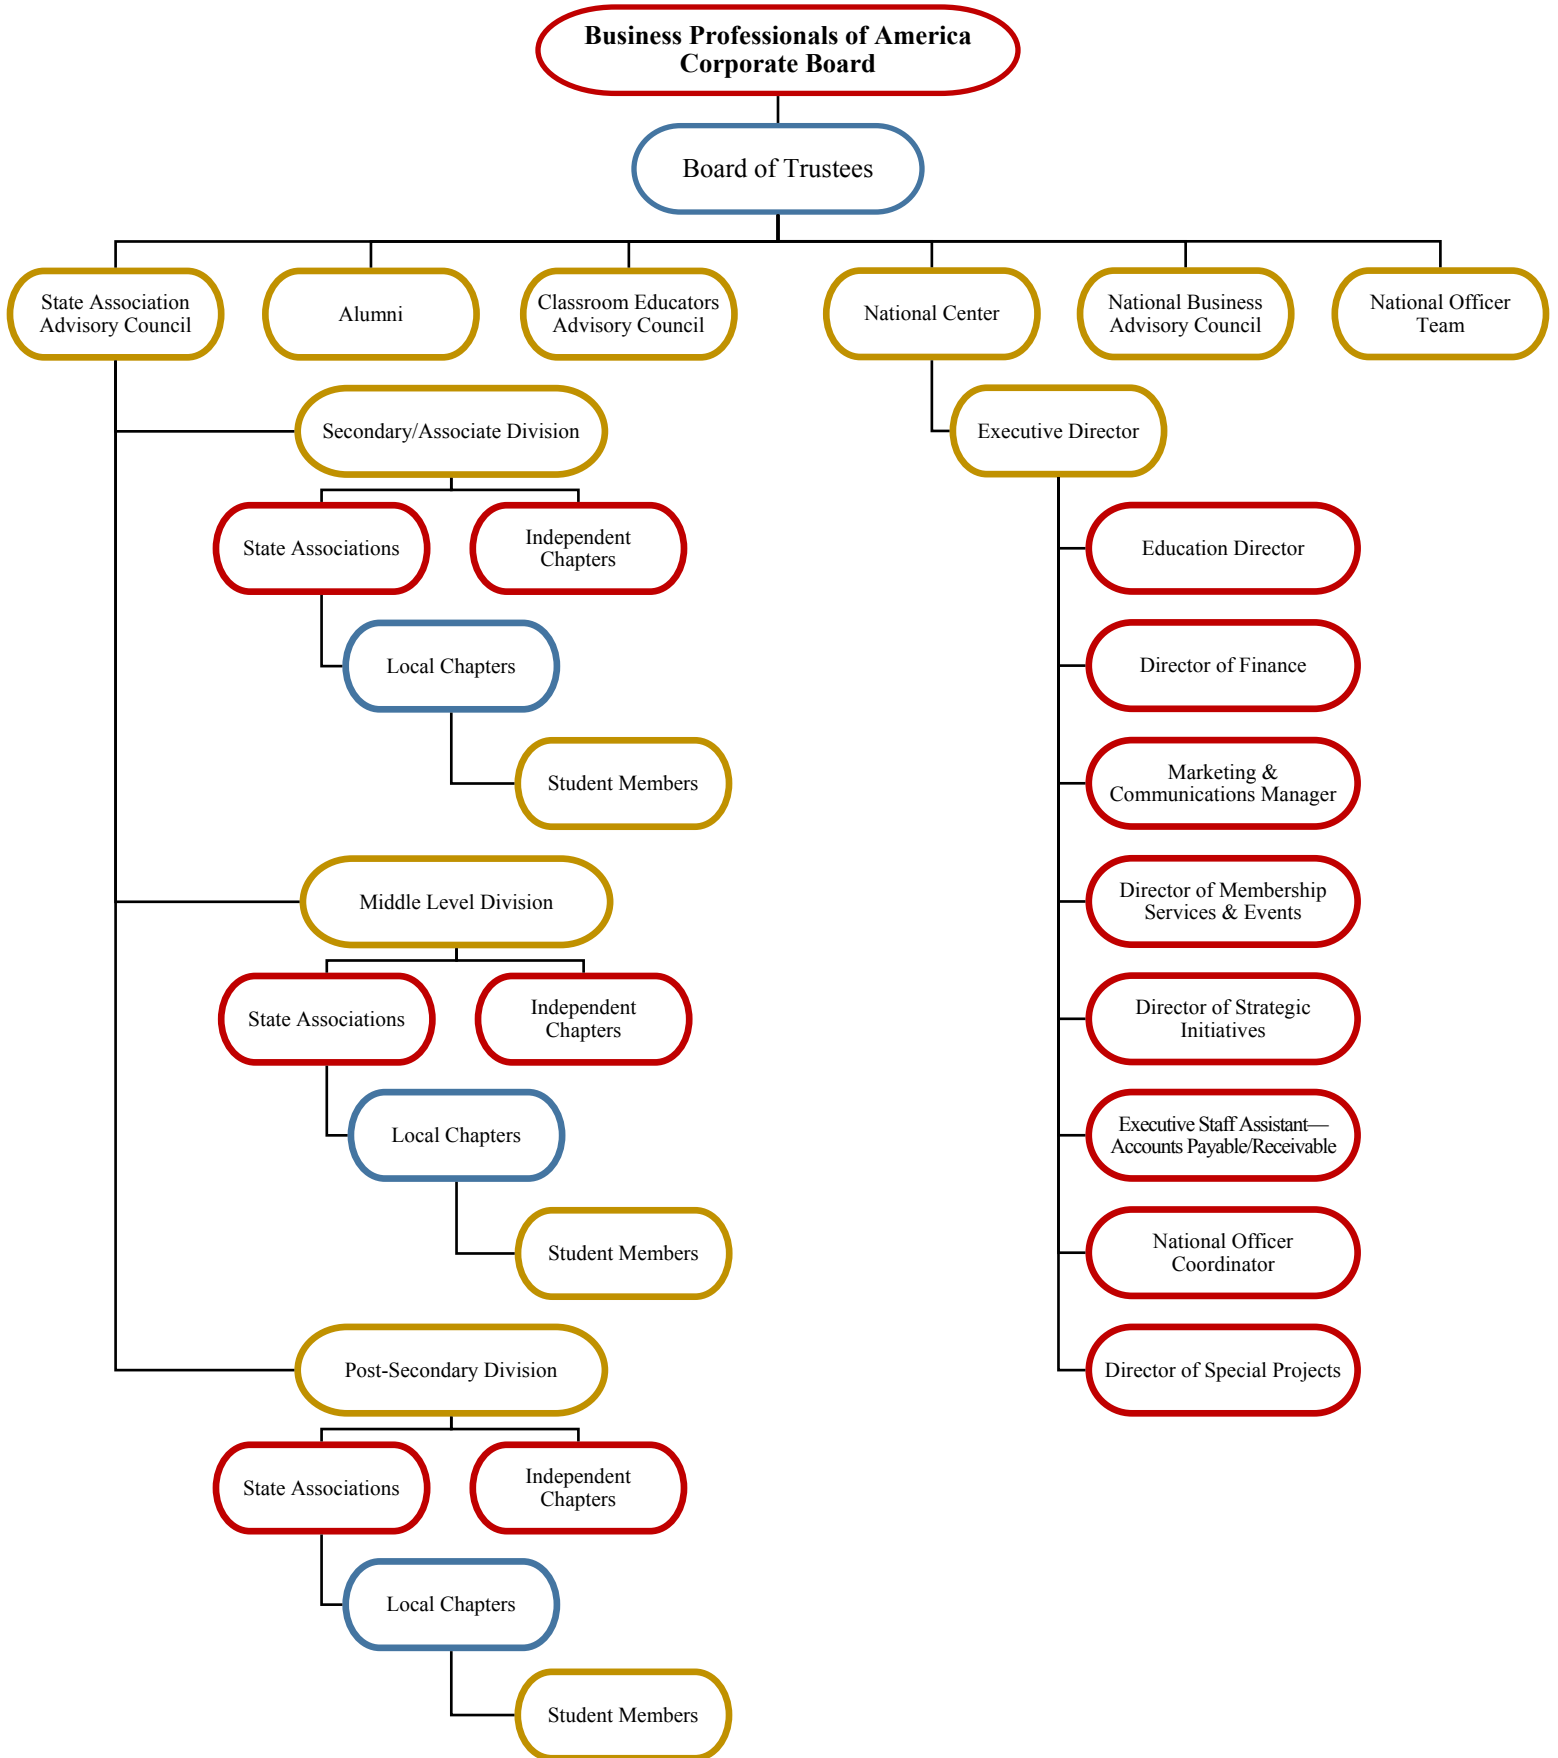 Business Professionals of America
Corporate Board
Board of Trustees
State Association
Advisory Council
Alumni
Classroom Educators
Advisory Council
National Center
National Business
Advisory Council
National Officer
Team
Secondary/Associate Division
Executive Director
State Associations
Independent
Chapters
Education Director
Local Chapters
Director of Finance
Student Members
Marketing &
Communications Manager
Middle Level Division
Director of Membership
Services & Events
State Associations
Independent
Chapters
Director of Strategic
Initiatives
Local Chapters
Executive Staff Assistant—
Accounts Payable/Receivable
Student Members
National Officer
Coordinator
Post-Secondary Division
Director of Special Projects
State Associations
Independent
Chapters
Local Chapters
Student Members